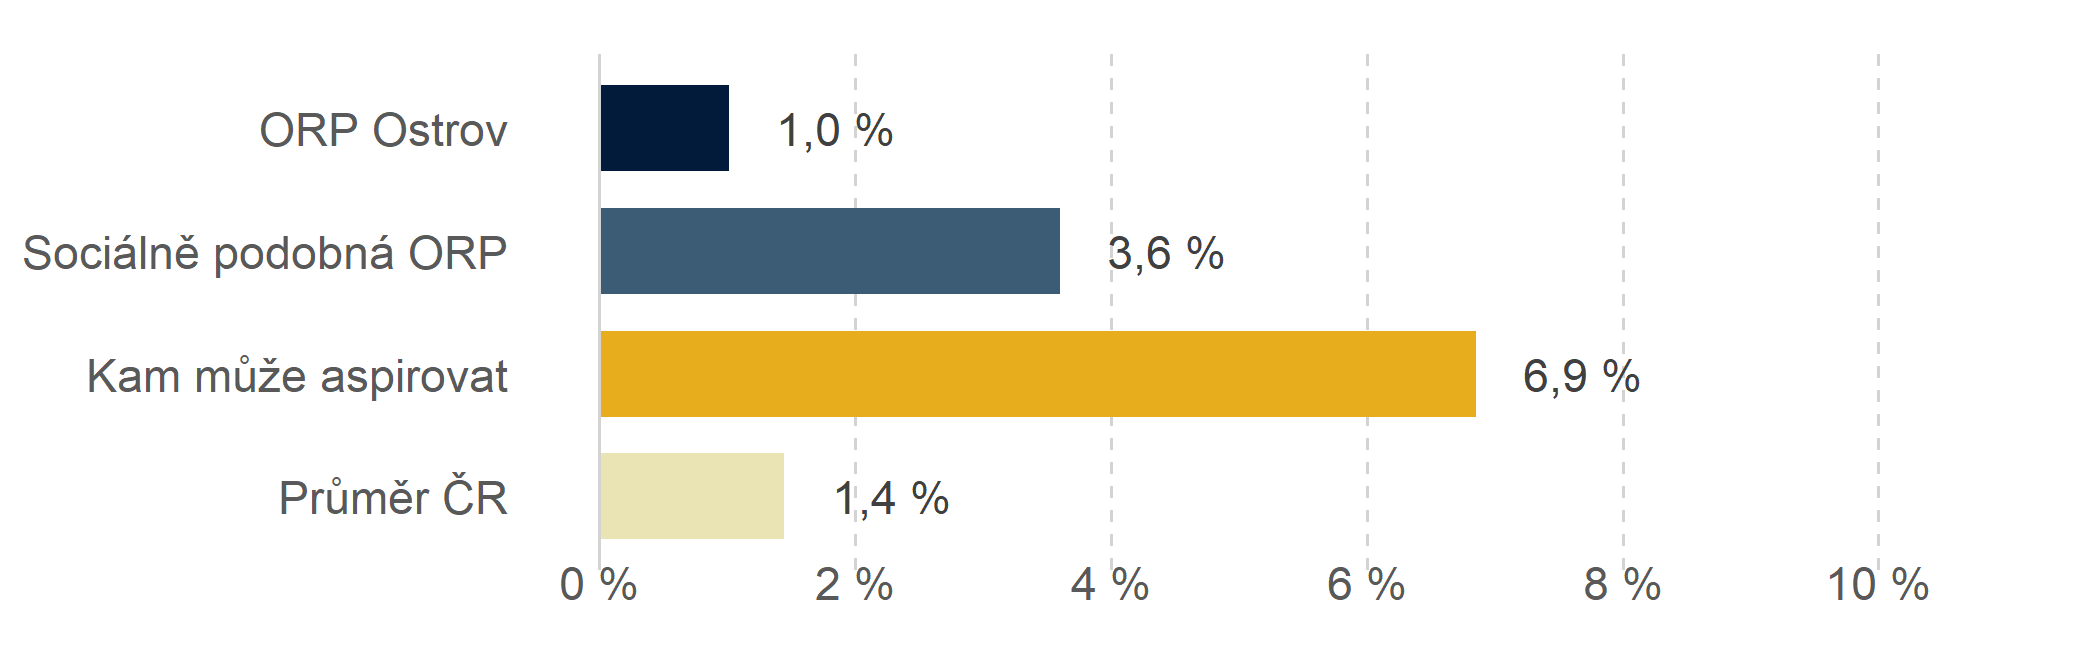 ORP Ostrov 1,0 %
Sociálně podobná ORP 3,6 %
Kam může aspirovat 6,9 %
Průměr ČR 1,4 %
0 % 2 % 4 % 6 % 8 % 10 %